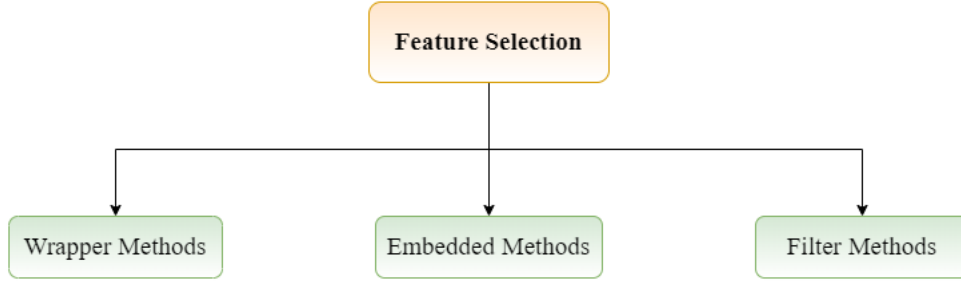 Feature Selection
Wrapper Methods
Embedded Methods
Filter Methods